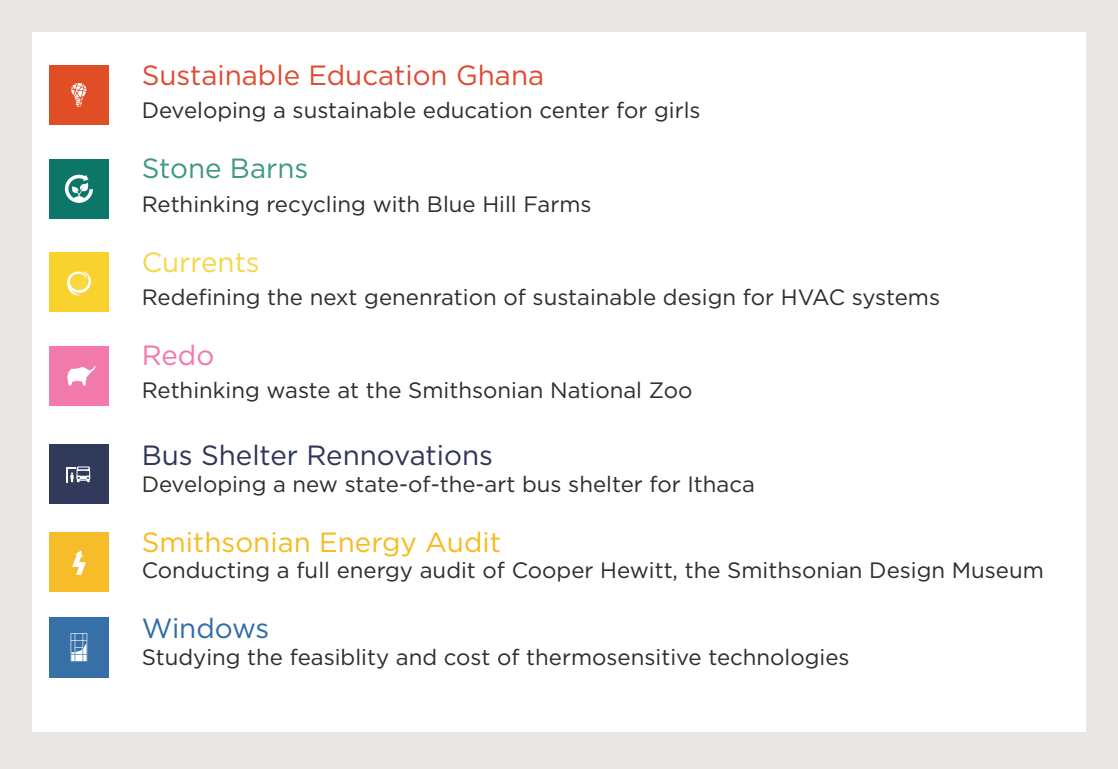 Sustainable Education Ghana
Developing a sustainable education center for girls
Stone Barns
Rethinking recycling with Blue Hill Farms
Currents
Redefining the next genenration of sustainable design for HVAC systems
Redo
Rethinking waste at the Smithsonian National Zoo
Bus Shelter Rennovations
Developing a new state-of-the-art bus shelter for Ithaca
Smithsonian Energy Audit
Conducting a full energy audit of Cooper Hewitt, the Smithsonian Design Museum
Windows
Studying the feasiblity and cost of thermosensitive technologies